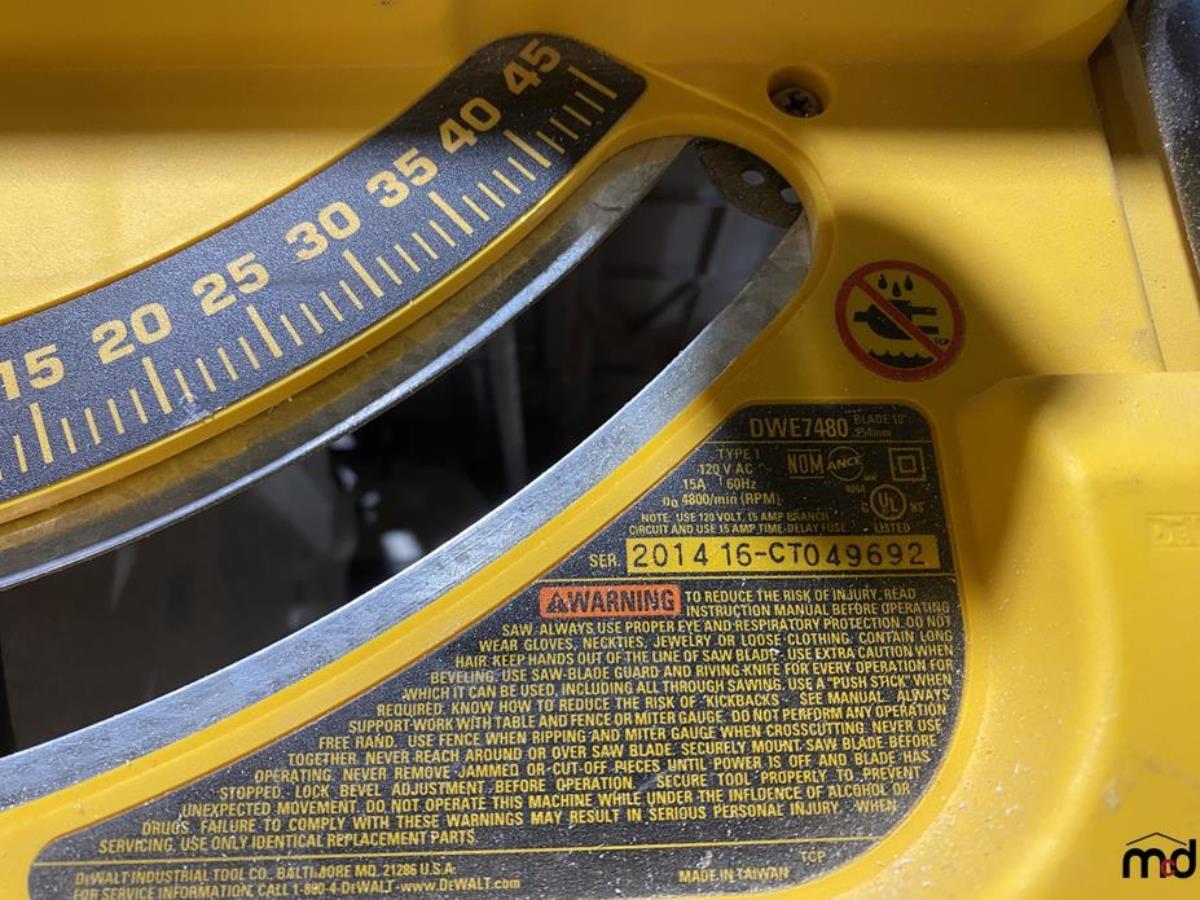 15 20 25 30 35 40 45
TCP
DWE7480 BLADE 10"
TYPE 1
120 V AC ~ NOM ANCE
15A 60Hz
n₀ 4800/min (RPM)
C UL US
NOTE: USE 120 VOLT, 15 AMP BRANCH
CIRCUIT AND USE 15 AMP TIME-DELAY FUSE
LISTED
SER. 2014 16-CT049692
WARNING TO REDUCE THE RISK OF INJURY, READ
INSTRUCTION MANUAL BEFORE OPERATING
SAW. ALWAYS USE PROPER EYE AND RESPIRATORY PROTECTION. DO NOT
WEAR GLOVES, NECKTIES, JEWELRY OR LOOSE CLOTHING. CONTAIN LONG
HAIR. KEEP HANDS OUT OF THE LINE OF SAW BLADE. USE EXTRA CAUTION WHEN
BEVELING. USE SAW-BLADE GUARD AND RIVING-KNIFE FOR EVERY OPERATION FOR
WHICH IT CAN BE USED, INCLUDING ALL THROUGH SAWING. USE A "PUSH STICK" WHEN
REQUIRED. KNOW HOW TO REDUCE THE RISK OF "KICKBACKS" - SEE MANUAL. ALWAYS
SUPPORT WORK WITH TABLE AND FENCE OR MITER GAUGE. DO NOT PERFORM ANY OPERATION
FREE HAND. USE FENCE WHEN RIPPING AND MITER GAUGE WHEN CROSSCUTTING. NEVER USE
TOGETHER. NEVER REACH AROUND OR OVER SAW BLADE. SECURELY MOUNT SAW BLADE BEFORE
OPERATING. NEVER REMOVE JAMMED OR CUT-OFF PIECES UNTIL POWER IS OFF AND BLADE HAS
STOPPED. LOCK BEVEL ADJUSTMENT BEFORE OPERATION. SECURE TOOL PROPERLY TO PREVENT
UNEXPECTED MOVEMENT. DO NOT OPERATE THIS MACHINE WHILE UNDER THE INFLUENCE OF ALCOHOL OR
DRUGS. FAILURE TO COMPLY WITH THESE WARNINGS MAY RESULT IN SERIOUS PERSONAL INJURY. WHEN
SERVICING, USE ONLY IDENTICAL REPLACEMENT PARTS.
TCP
DEWALT INDUSTRIAL TOOL CO., BALTIMORE MD, 21286 U.S.A.
MADE IN TAIWAN
FOR SERVICE INFORMATION, CALL 1-800-4-DEWALT - www.DEWALT.com
mcd